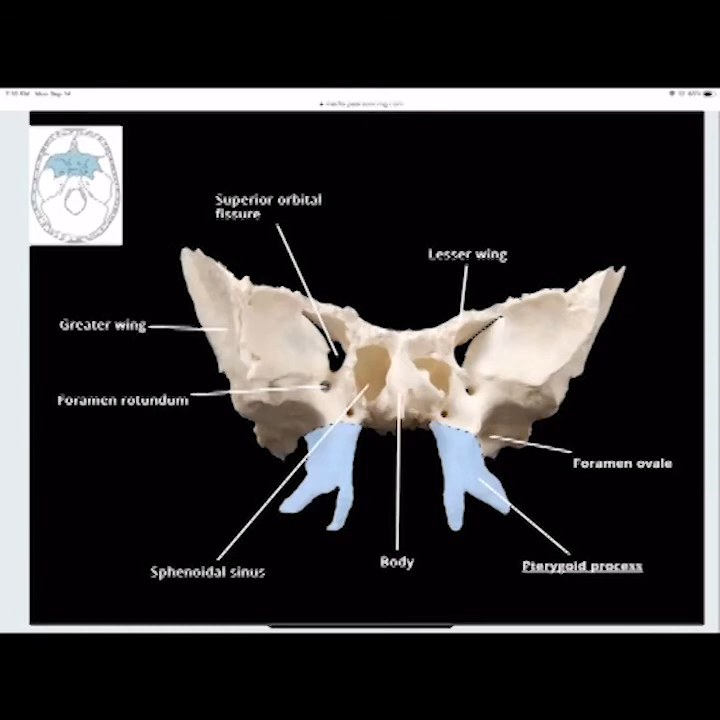 Superior orbital
fissure
Lesser wing
Greater wing
Foramen rotundum
Foramen ovale
Sphenoidal sinus
Body
Pterygoid process